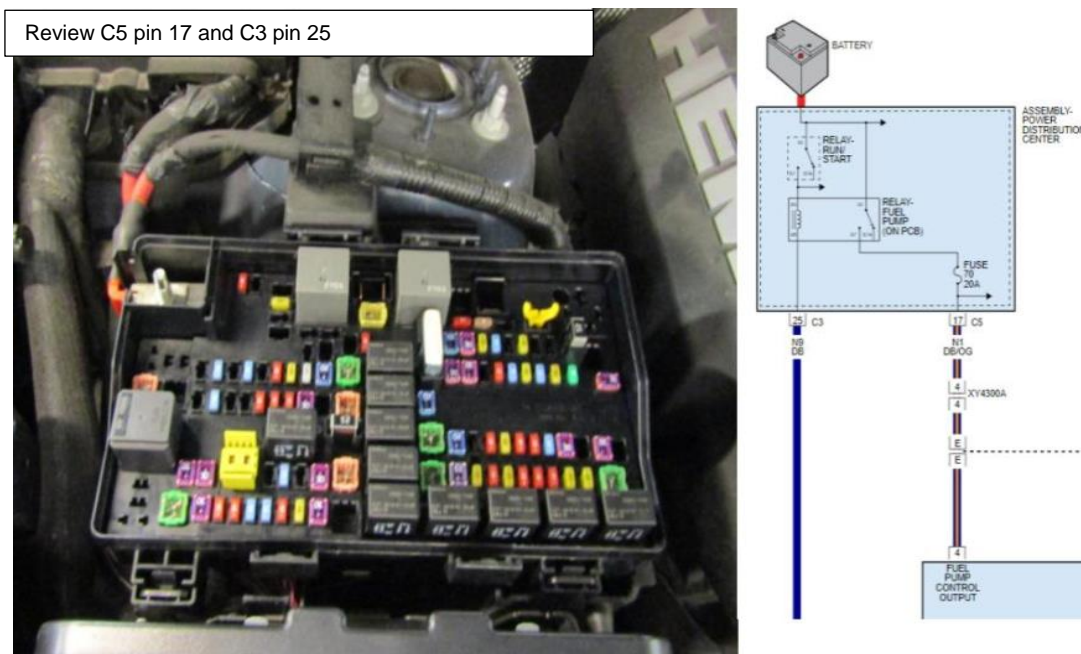 Review C5 pin 17 and C3 pin 25
HEM
BATTERY
ASSEMBLY-
POWER
DISTRIBUTION
CENTER
RELAY-
RUN/
START
RELAY-
FUEL
PUMP
(ON PCB)
FUSE
70
20A
25 C3
17 C5
N9
DB
N1
DB/OG
4
XY4300A
4
E
E
4
FUEL
PUMP
CONTROL
OUTPUT